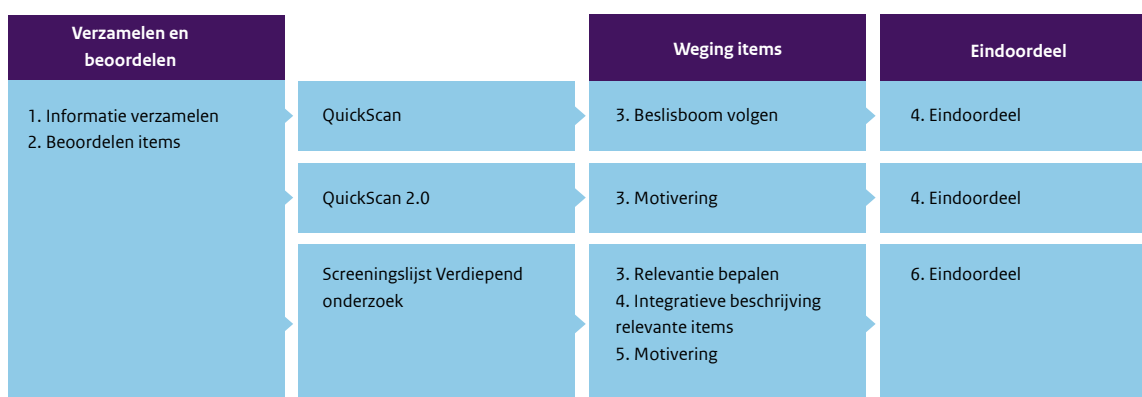 Verzamelen en
beoordelen
Weging items
Eindoordeel
1. Informatie verzamelen
2. Beoordelen items
QuickScan
3. Beslisboom volgen
4. Eindoordeel
QuickScan 2.0
3. Motivering
4. Eindoordeel
Screeningslijst Verdiepend
onderzoek
3. Relevantie bepalen
4. Integratieve beschrijving
relevante items
5. Motivering
6. Eindoordeel